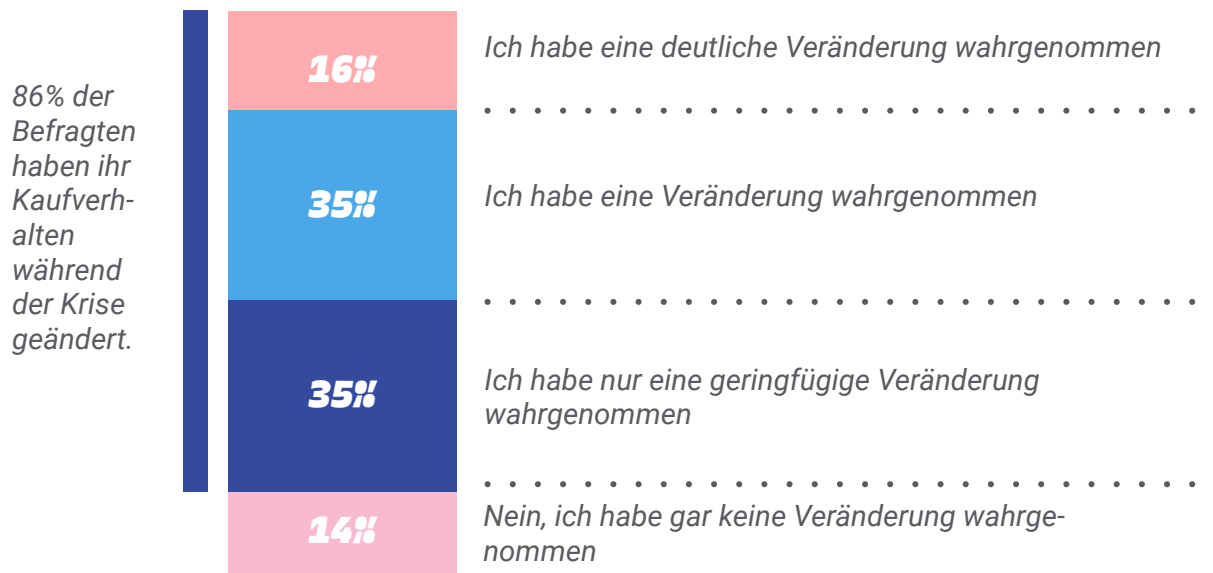 86% der
Befragten
haben ihr
Kaufverh-
alten
während
der Krise
geändert.
16%
Ich habe eine deutliche Veränderung wahrgenommen
35%
Ich habe eine Veränderung wahrgenommen
35%
Ich habe nur eine geringfügige Veränderung
wahrgenommen
14%
Nein, ich habe gar keine Veränderung wahrge-
nommen